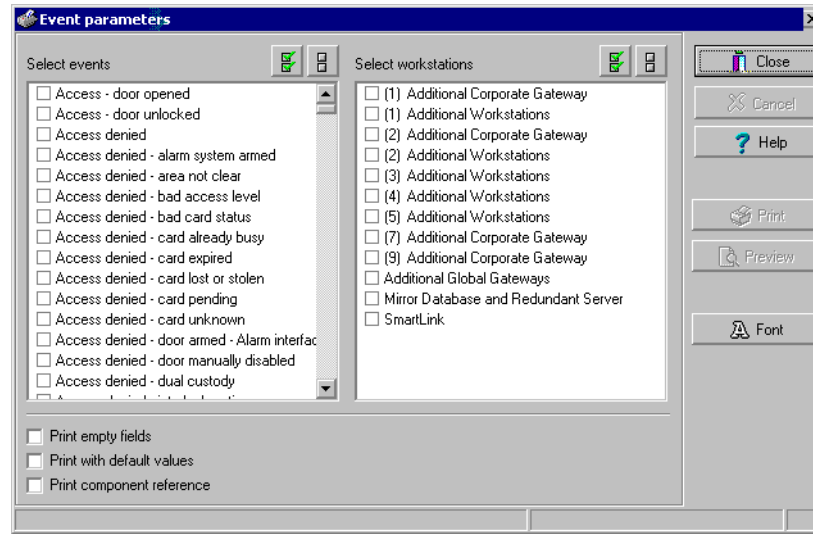 Event parameters
Select events
Access - door opened
Access - door unlocked
Access denied
Access denied - alarm system armed
Access denied - area not clear
Access denied - bad access level
Access denied - bad card status
Access denied - card already busy
Access denied - card expired
Access denied - card lost or stolen
Access denied - card pending
Access denied - card unknown
Access denied - door armed - Alarm interfac
Access denied - door manually disabled
Access denied - dual custody
Select workstations
(1) Additional Corporate Gateway
(1) Additional Workstations
(2) Additional Corporate Gateway
(2) Additional Workstations
(3) Additional Workstations
(4) Additional Workstations
(5) Additional Workstations
(7) Additional Corporate Gateway
(9) Additional Corporate Gateway
Additional Global Gateways
Mirror Database and Redundant Server
SmartLink
Print empty fields
Print with default values
Print component reference
Close
Cancel
Help
Print
Preview
Font